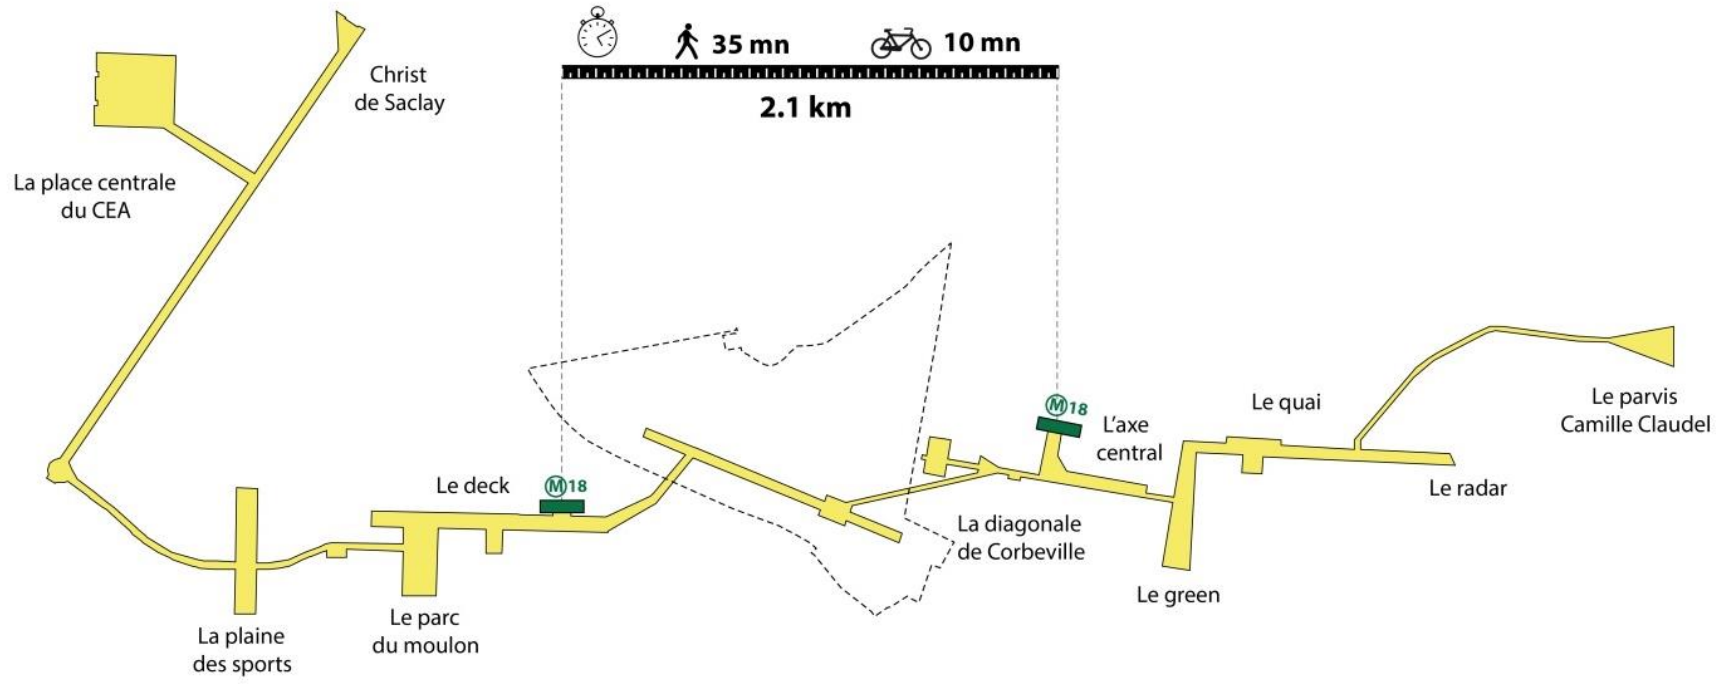 35 mn
10 mn
2.1 km
Christ
de Saclay
La place centrale
du CEA
M 18
L'axe
central
Le quai
Le parvis
Camille Claudel
Le deck
M 18
Le radar
La diagonale
de Corbeville
Le green
Le parc
du moulon
La plaine
des sports